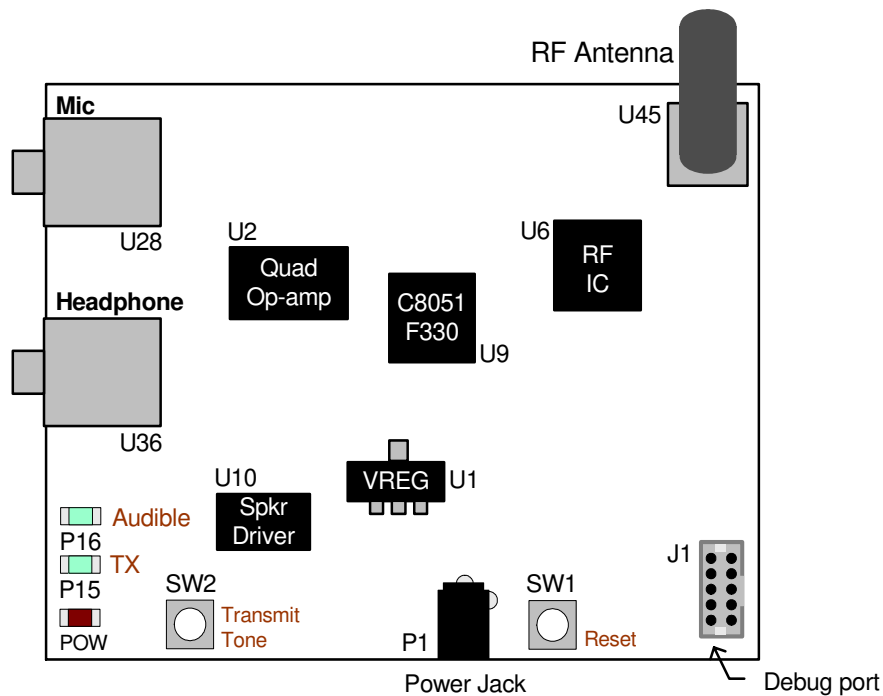 RF Antenna
Mic
U45
U28
U2
Quad
Op-amp
U6
RF
IC
Headphone
C8051
F330
U9
U36
U10
VREG
U1
Spkr
Driver
Audible
P16
TX
P15
POW
SW2
Transmit
Tone
P1
SW1
Reset
J1
Power Jack
Debug port